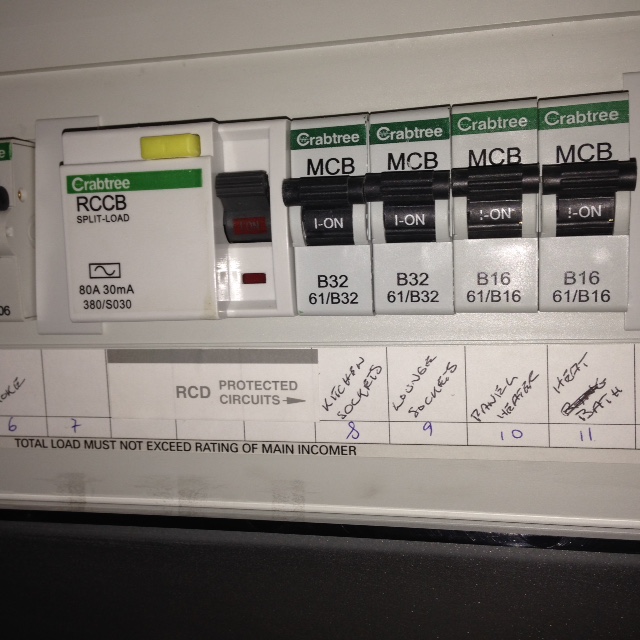 Crabtree
RCCB
SPLIT-LOAD
80A 30mA
380/S030
Crabtree
MCB
I-ON
B32
61/B32
Crabtree
MCB
I-ON
B32
61/B32
Crabtree
MCB
I-ON
B16
61/B16
Crabtree
MCB
I-ON
B16
61/B16
06
RCD PROTECTED
CIRCUITS
KITCHEN
SOCKETS
LOUNGE
SOCKETS
PANEL
HEATER
HEAT
BATH
6
7
8
9
10
11
TOTAL LOAD MUST NOT EXCEED RATING OF MAIN INCOMER